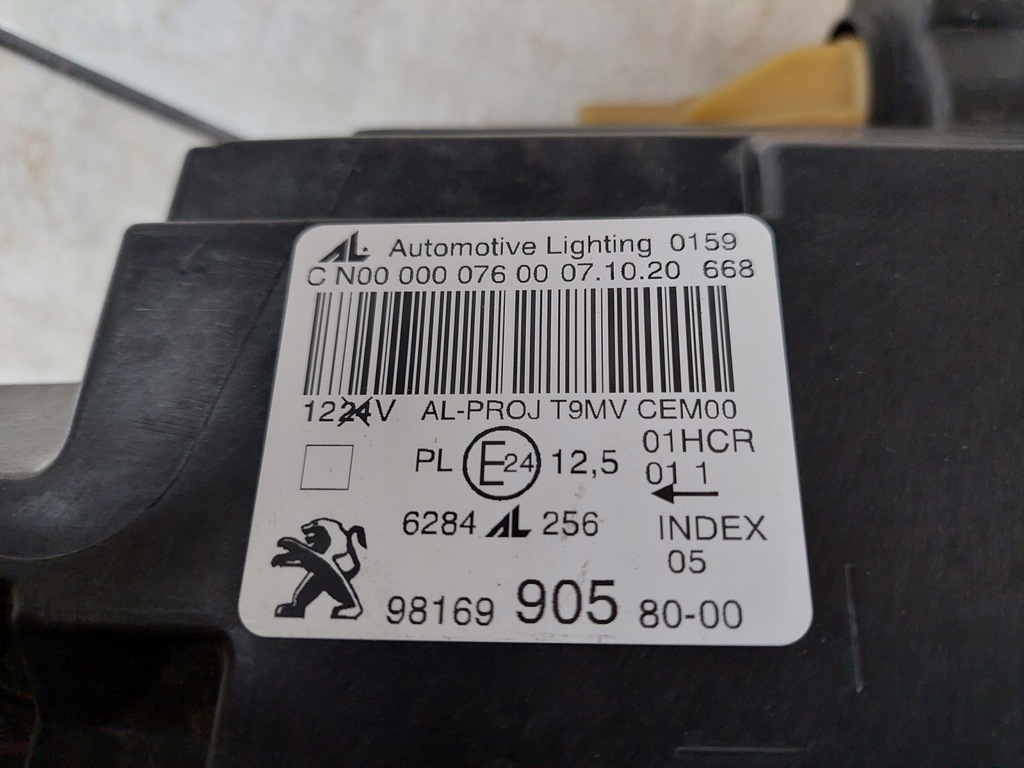 AL Automotive Lighting 0159
C N00 000 076 00 07.10.20 668
1224V AL-PROJ T9MV CEM00
PL E24 12,5 01HCR
01 1
6284 AL 256 INDEX
05
98169 905 80-00